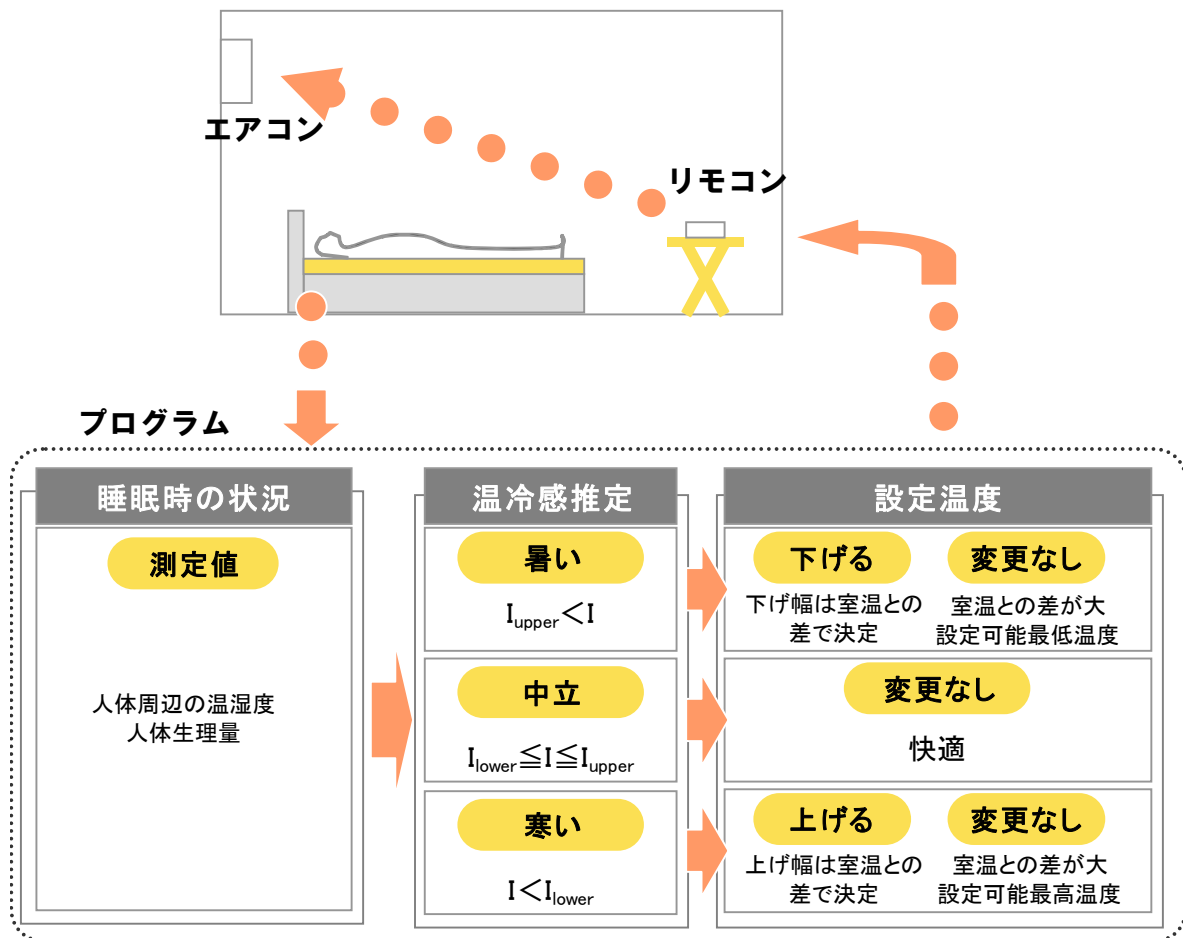 エアコン
リモコン
プログラム
睡眠時の状況
測定値
人体周辺の温湿度
人体生理量
温冷感推定
暑い
Iupper＜I
中立
Ilower≦I≦Iupper
寒い
I＜Ilower
設定温度
下げる
下げ幅は室温との
差で決定
変更なし
室温との差が大
設定可能最低温度
変更なし
快適
上げる
上げ幅は室温との
差で決定
変更なし
室温との差が大
設定可能最高温度